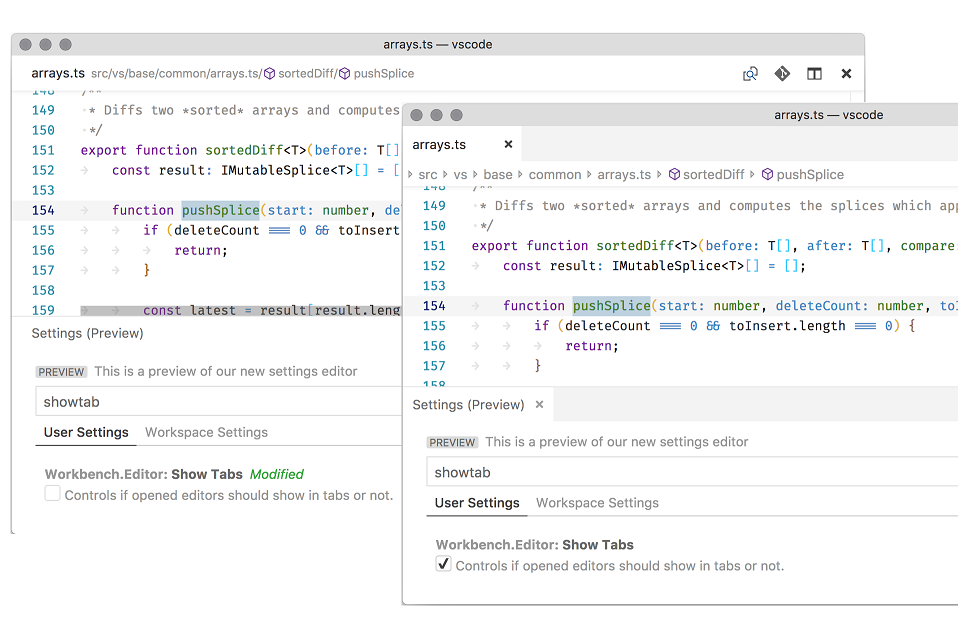 arrays.ts — vscode
arrays.ts src/vs/base/common/arrays.ts/ sortedDiff/ pushSplice
148 /**
149 * Diffs two *sorted* arrays and computes
150 */
151 export function sortedDiff<T>(before: T[]
152 const result: IMutableSplice<T>[] = [
153
154 function pushSplice(start: number, de
155 if (deleteCount === 0 && toInsert
156 return;
157 }
158
159 const latest = result[result.leng
Settings (Preview)
PREVIEW This is a preview of our new settings editor
showtab
User Settings Workspace Settings
Workbench.Editor: Show Tabs Modified
Controls if opened editors should show in tabs or not.
arrays.ts — vscode
arrays.ts ×
src vs base common arrays.ts sortedDiff pushSplice
148 /**
149 * Diffs two *sorted* arrays and computes the splices which app
150 */
151 export function sortedDiff<T>(before: T[], after: T[], compare
152 const result: IMutableSplice<T>[] = [];
153
154 function pushSplice(start: number, deleteCount: number, toI
155 if (deleteCount === 0 && toInsert.length === 0) {
156 return;
157 }
158
Settings (Preview) ×
PREVIEW This is a preview of our new settings editor
showtab
User Settings Workspace Settings
Workbench.Editor: Show Tabs
Controls if opened editors should show in tabs or not.